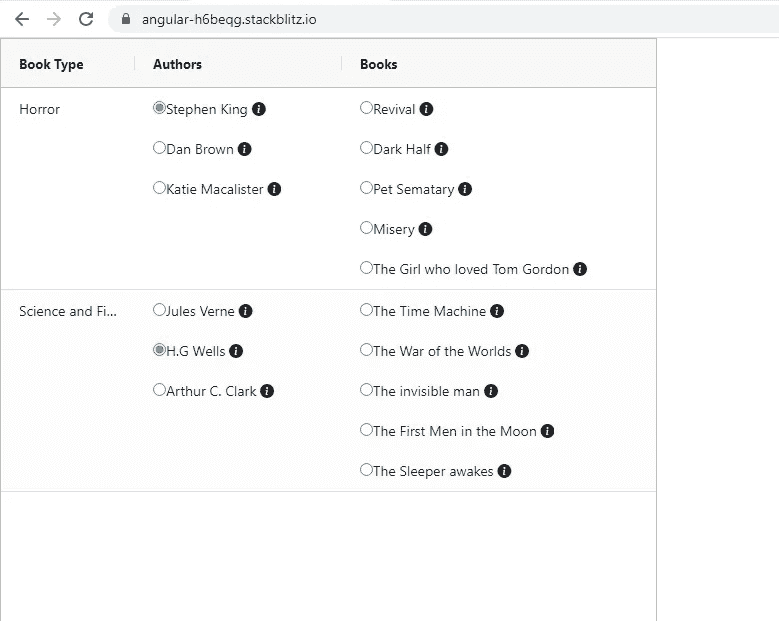 angular-h6beqg.stackblitz.io
Book Type Authors Books
Horror Stephen King i Revival i
Dan Brown i Dark Half i
Katie Macalister i Pet Sematary i
Misery i
The Girl who loved Tom Gordon i
Science and Fi... Jules Verne i The Time Machine i
H.G Wells i The War of the Worlds i
Arthur C. Clark i The invisible man i
The First Men in the Moon i
The Sleeper awakes i